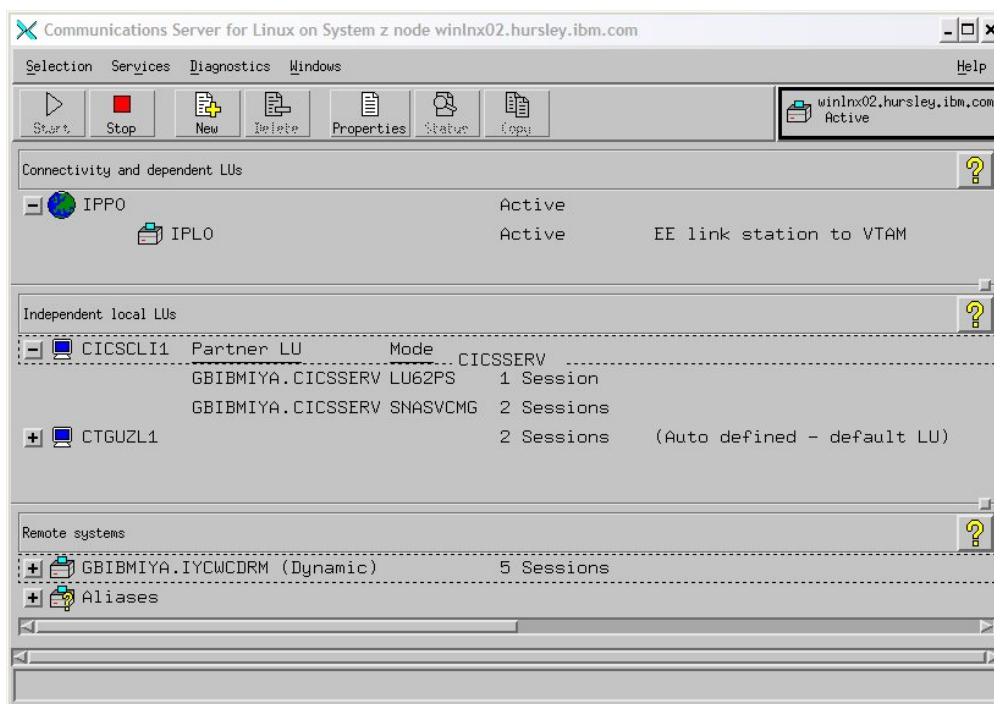 Communications Server for Linux on System z node winlnx02.hursley.ibm.com
Selection Services Diagnostics Windows Help
Start Stop New Delete Properties Status Copy
winlnx02.hursley.ibm.com
Active
Connectivity and dependent LUs
IPP0 Active
IPL0 Active EE link station to VTAM
Independent local LUs
CICSCLI1 Partner LU Mode CICSSERV
GBIBMIYA.CICSSERV LU62PS 1 Session
GBIBMIYA.CICSSERV SNASVCMG 2 Sessions
CTGUZL1 2 Sessions (Auto defined - default LU)
Remote systems
GBIBMIYA.IYCWCDRM (Dynamic) 5 Sessions
Aliases